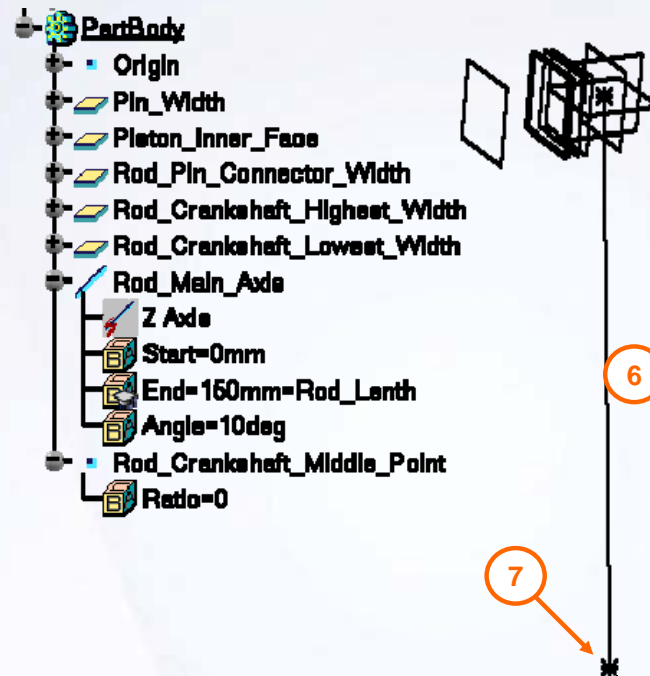 PartBody
Origin
Pin_Width
Piston_Inner_Face
Rod_Pin_Connector_Width
Rod_Crankshaft_Highest_Width
Rod_Crankshaft_Lowest_Width
Rod_Main_Axis
Z Axis
Start=0mm
End=150mm=Rod_Lenth
Angle=10deg
Rod_Crankshaft_Middle_Point
Ratio=0
6
7